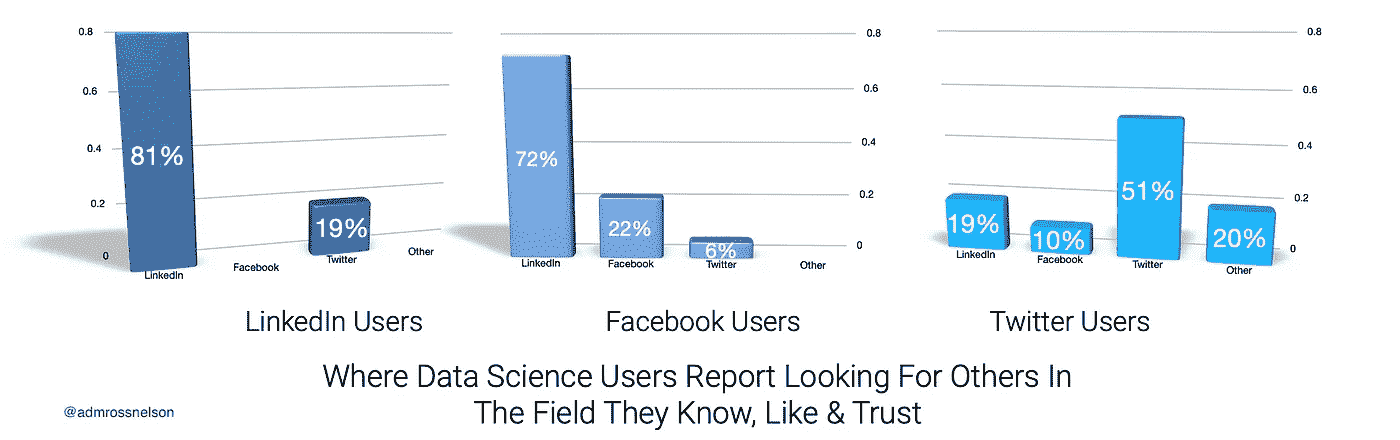 0.8
0.6
0.4
0.2
0
81%
19%
LinkedIn
Facebook
Twitter
Other
LinkedIn Users
0.8
0.6
0.4
0.2
0
72%
22%
6%
LinkedIn
Facebook
Twitter
Other
Facebook Users
0.8
0.6
0.4
0.2
0
19%
10%
51%
20%
LinkedIn
Facebook
Twitter
Other
Twitter Users
Where Data Science Users Report Looking For Others In
The Field They Know, Like & Trust
@admrossnelson